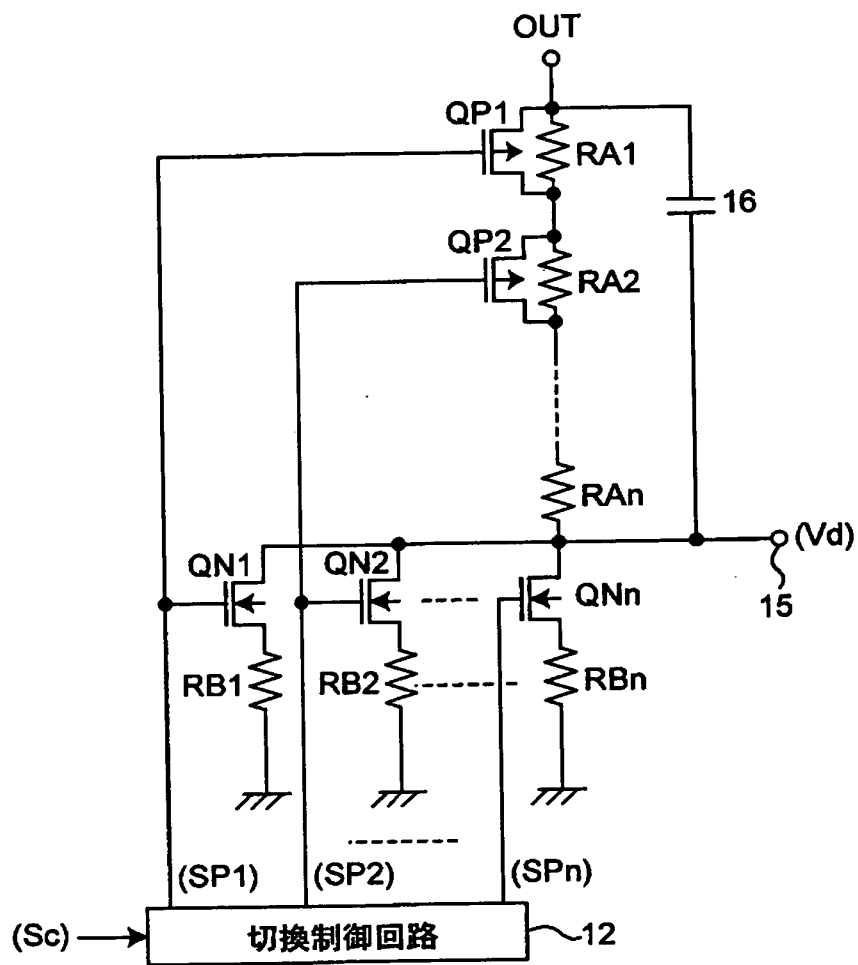 OUT
QP1
RA1
16
QP2
RA2
RAn
(Vd)
15
QN1
QN2
QNn
RB1
RB2
RBn
(SP1)
(SP2)
(SPn)
(Sc)
切換制御回路
12